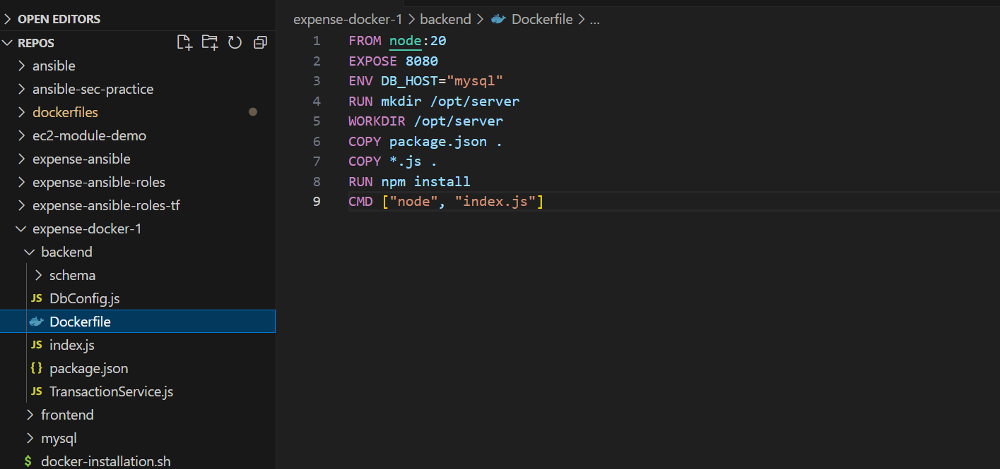 OPEN EDITORS
REPOS
ansible
ansible-sec-practice
dockerfiles
ec2-module-demo
expense-ansible
expense-ansible-roles
expense-ansible-roles-tf
expense-docker-1
backend
schema
JS DbConfig.js
Dockerfile
JS index.js
{} package.json
JS TransactionService.js
frontend
mysql
$ docker-installation.sh
expense-docker-1 > backend > Dockerfile > ...
1 FROM node:20
2 EXPOSE 8080
3 ENV DB_HOST="mysql"
4 RUN mkdir /opt/server
5 WORKDIR /opt/server
6 COPY package.json .
7 COPY *.js .
8 RUN npm install
9 CMD ["node", "index.js"]